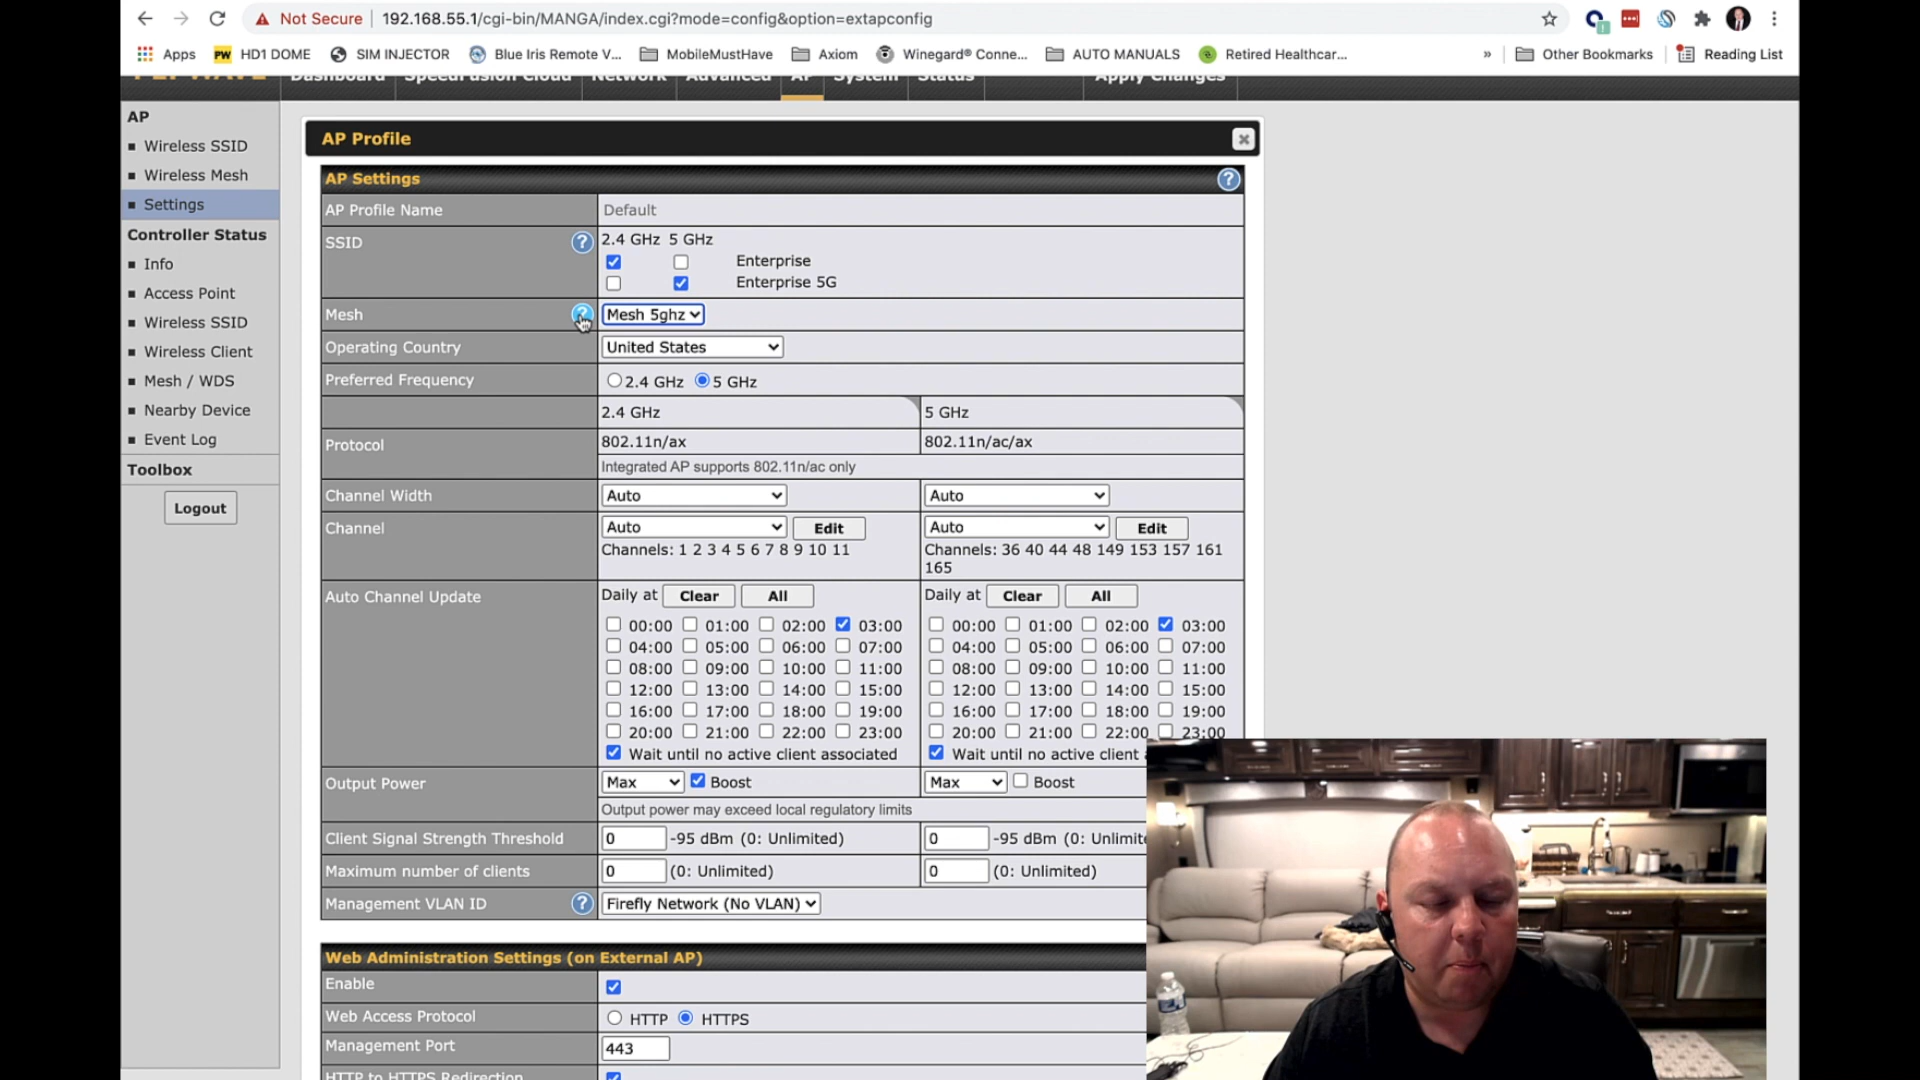 Not Secure 192.168.55.1/cgi-bin/MANGA/index.cgi?mode=config&option=extapconfig
Apps PW HD1 DOME SIM INJECTOR Blue Iris Remote V... MobileMustHave Axiom Winegard® Conne... AUTO MANUALS Retired Healthcar... » Other Bookmarks Reading List
PEPWAVE Dashboard SpeedFusion Cloud Network Advanced AP System Status Apply Changes
AP
Wireless SSID
Wireless Mesh
Settings
Controller Status
Info
Access Point
Wireless SSID
Wireless Client
Mesh / WDS
Nearby Device
Event Log
Toolbox
Logout
AP Profile
AP Settings ?
AP Profile Name Default
SSID ? 2.4 GHz 5 GHz
Enterprise
Enterprise 5G
Mesh ? Mesh 5ghz
Operating Country United States
Preferred Frequency 2.4 GHz 5 GHz
2.4 GHz 5 GHz
Protocol 802.11n/ax 802.11n/ac/ax
Integrated AP supports 802.11n/ac only
Channel Width Auto Auto
Channel Auto Edit Auto Edit
Channels: 1 2 3 4 5 6 7 8 9 10 11 Channels: 36 40 44 48 149 153 157 161
165
Auto Channel Update Daily at Clear All Daily at Clear All
00:00 01:00 02:00 03:00 00:00 01:00 02:00 03:00
04:00 05:00 06:00 07:00 04:00 05:00 06:00 07:00
08:00 09:00 10:00 11:00 08:00 09:00 10:00 11:00
12:00 13:00 14:00 15:00 12:00 13:00 14:00 15:00
16:00 17:00 18:00 19:00 16:00 17:00 18:00 19:00
20:00 21:00 22:00 23:00 20:00 21:00 22:00 23:00
Wait until no active client associated Wait until no active client a
Output Power Max Boost Max Boost
Output power may exceed local regulatory limits
Client Signal Strength Threshold 0 -95 dBm (0: Unlimited) 0 -95 dBm (0: Unlimite
Maximum number of clients 0 (0: Unlimited) 0 (0: Unlimited)
Management VLAN ID ? Firefly Network (No VLAN)
Web Administration Settings (on External AP)
Enable
Web Access Protocol HTTP HTTPS
Management Port 443
HTTP to HTTPS Redirection